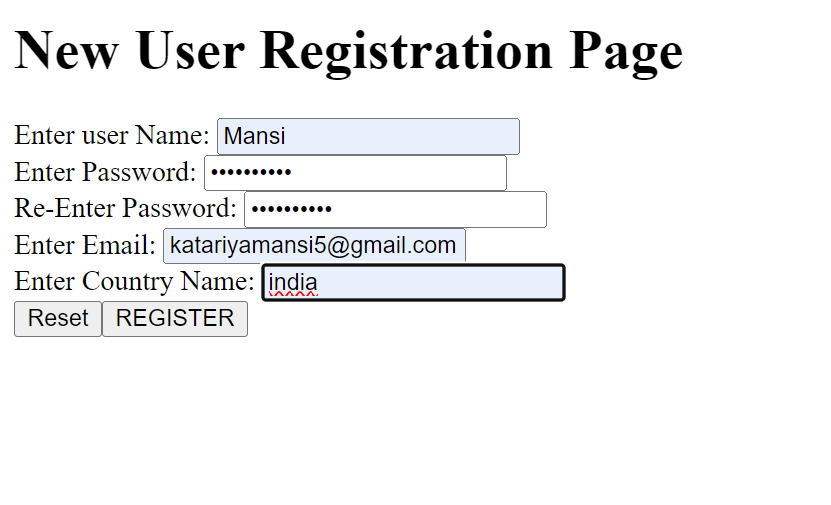 New User Registration Page
Enter user Name: Mansi
Enter Password: ••••••••••
Re-Enter Password: ••••••••••
Enter Email: katariyamansi5@gmail.com
Enter Country Name: india
Reset REGISTER